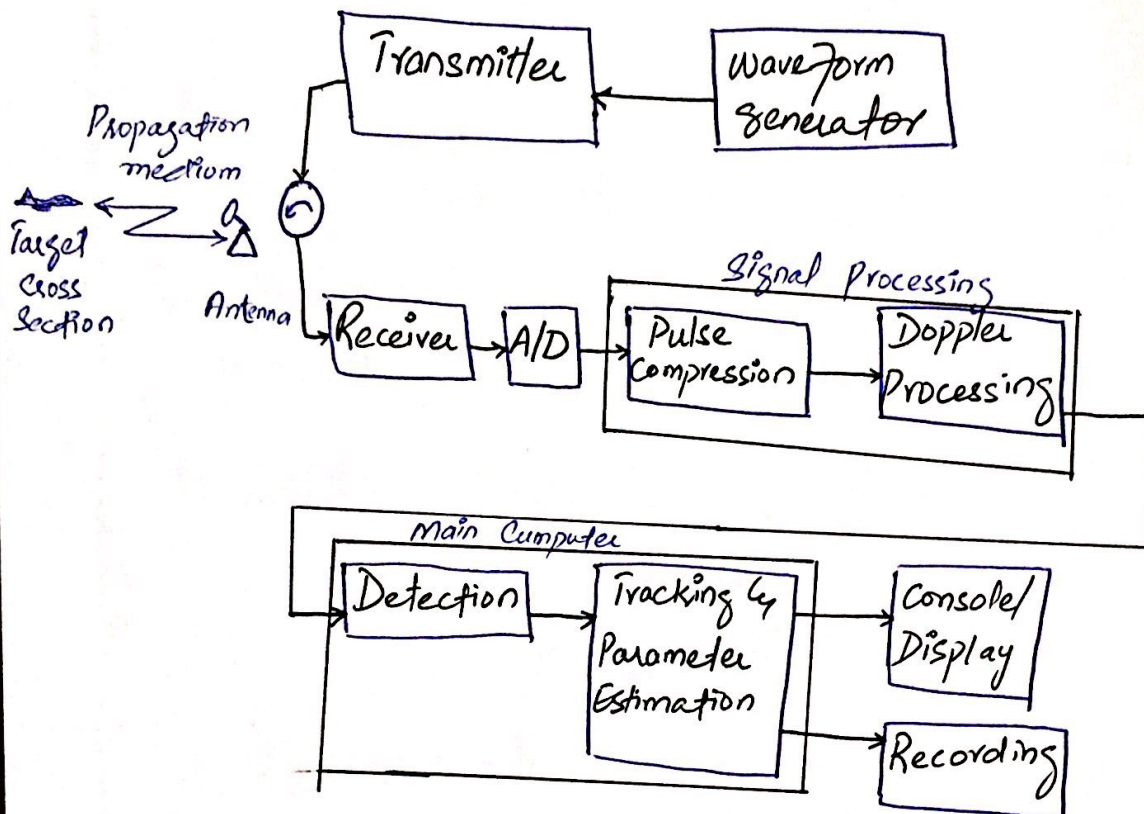 Transmitter
Waveform
generator
Propagation
medium
Target
Cross
Section
Antenna
Receiver
A/D
Signal Processing
Pulse
Compression
Doppler
Processing
Main Cumputer
Detection
Tracking &
Parameter
Estimation
Console/
Display
Recording